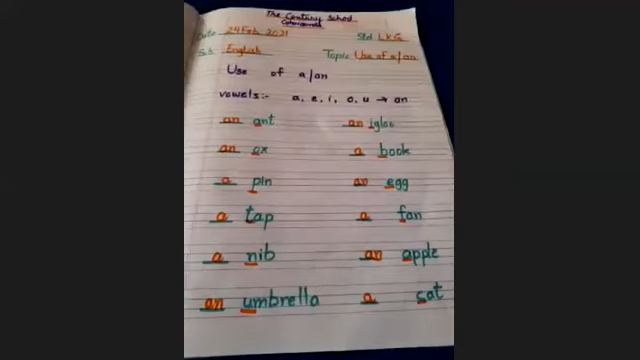 The Century School
Date 24 Feb 2021 Std LKG
Sub English Topic Use of a/an
Use of a/an
vowels:- a, e, i, o, u → an
an ant an igloo
an ox a book
a pin an egg
a tap a fan
a nib an apple
an umbrella a cat